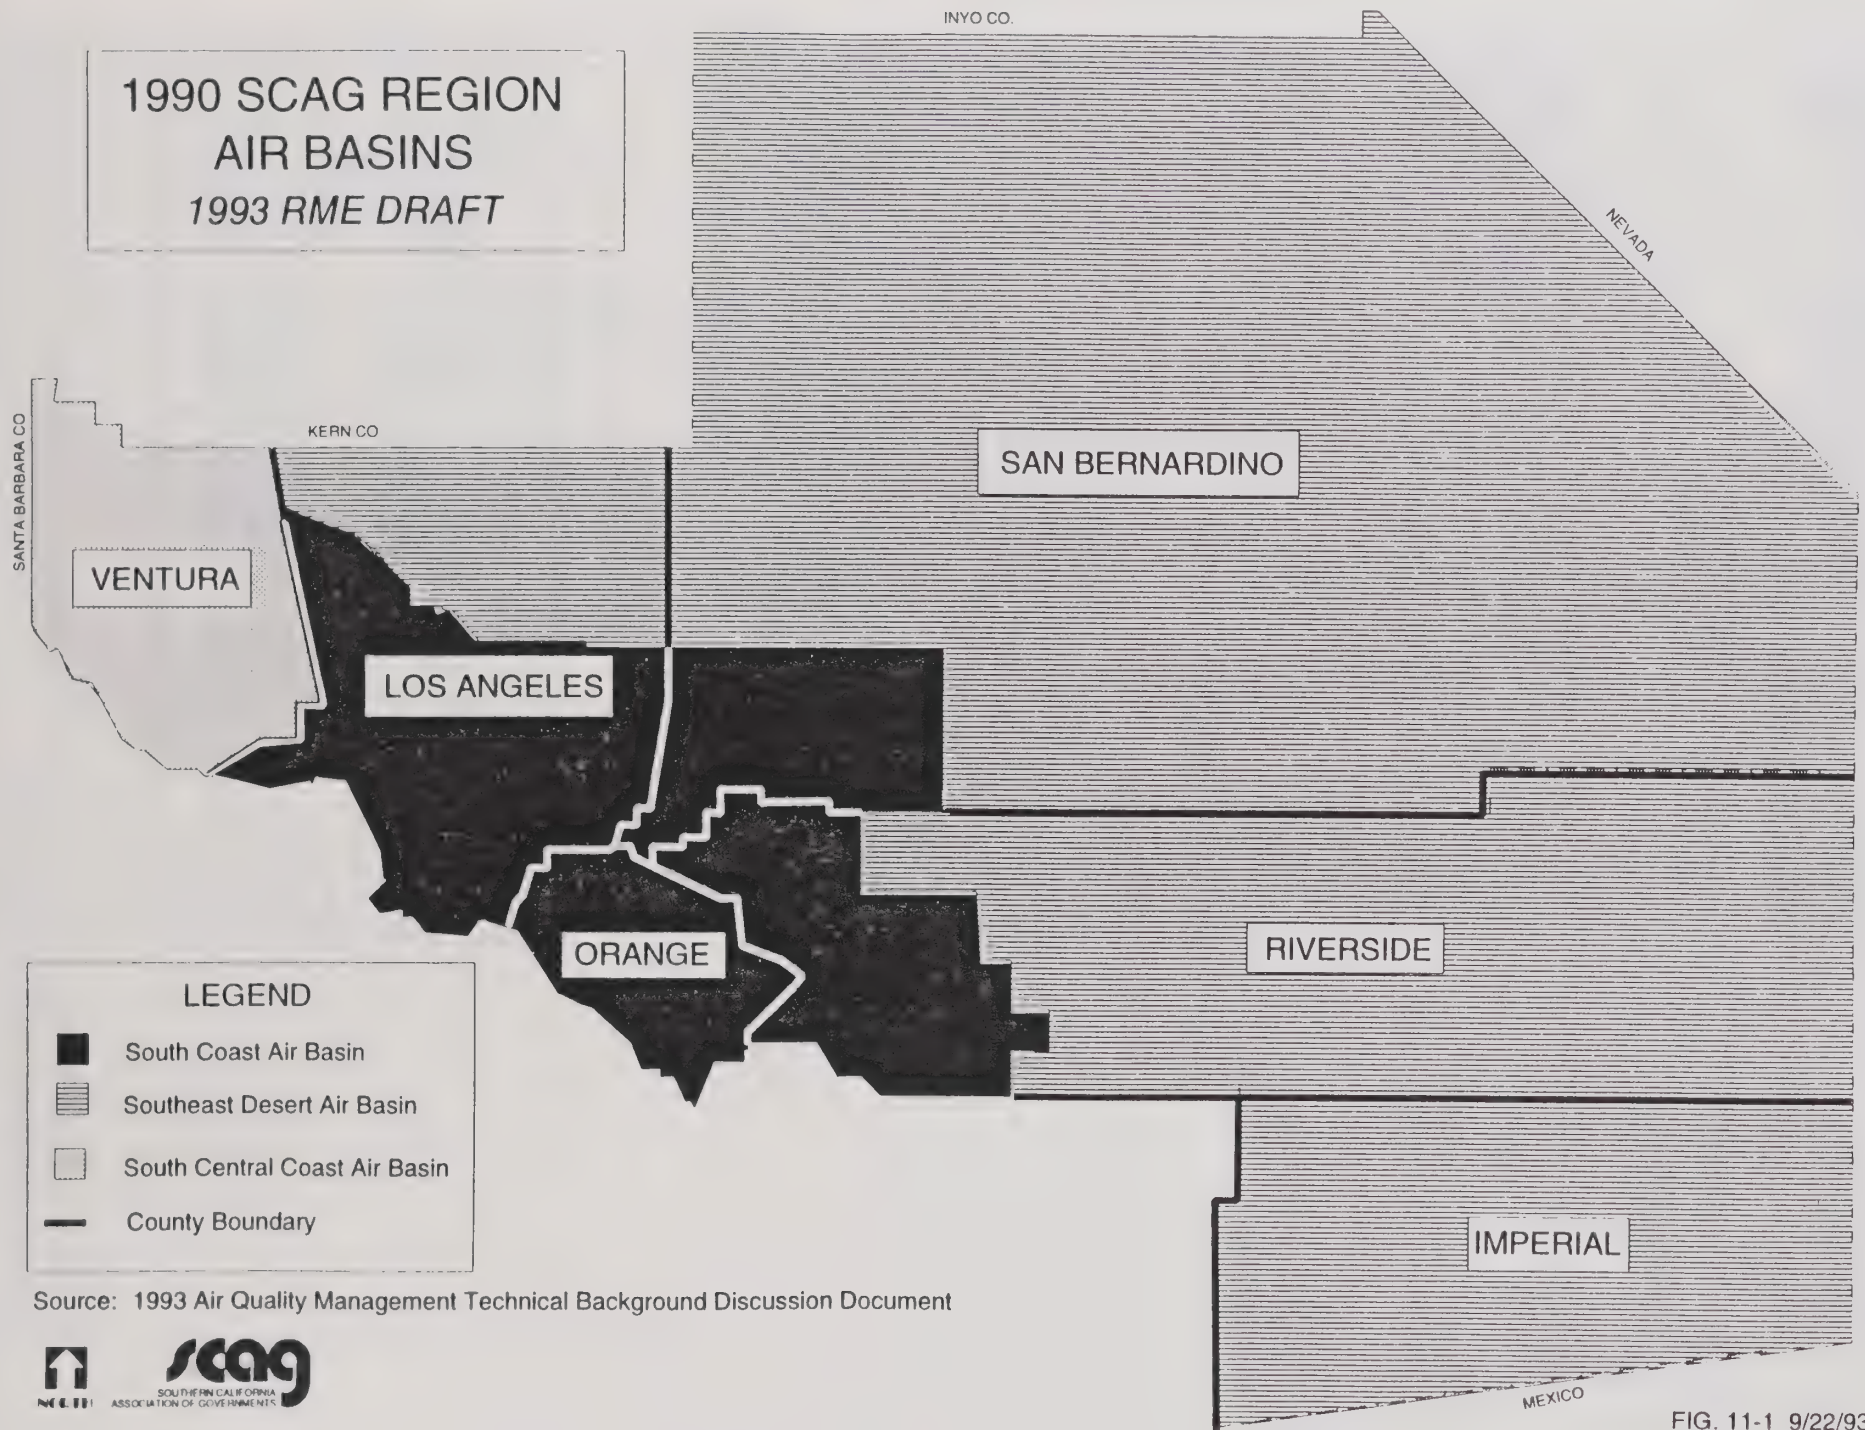 INYO CO.
1990 SCAG REGION
AIR BASINS
1993 RME DRAFT
NEVADA
SANTA BARBARA CO
KERN CO
SAN BERNARDINO
VENTURA
LOS ANGELES
ORANGE
RIVERSIDE
LEGEND
South Coast Air Basin
Southeast Desert Air Basin
South Central Coast Air Basin
County Boundary
IMPERIAL
Source: 1993 Air Quality Management Technical Background Discussion Document
scag
SOUTHERN CALIFORNIA
ASSOCIATION OF GOVERNMENTS
MEXICO
FIG. 11-1 9/22/93